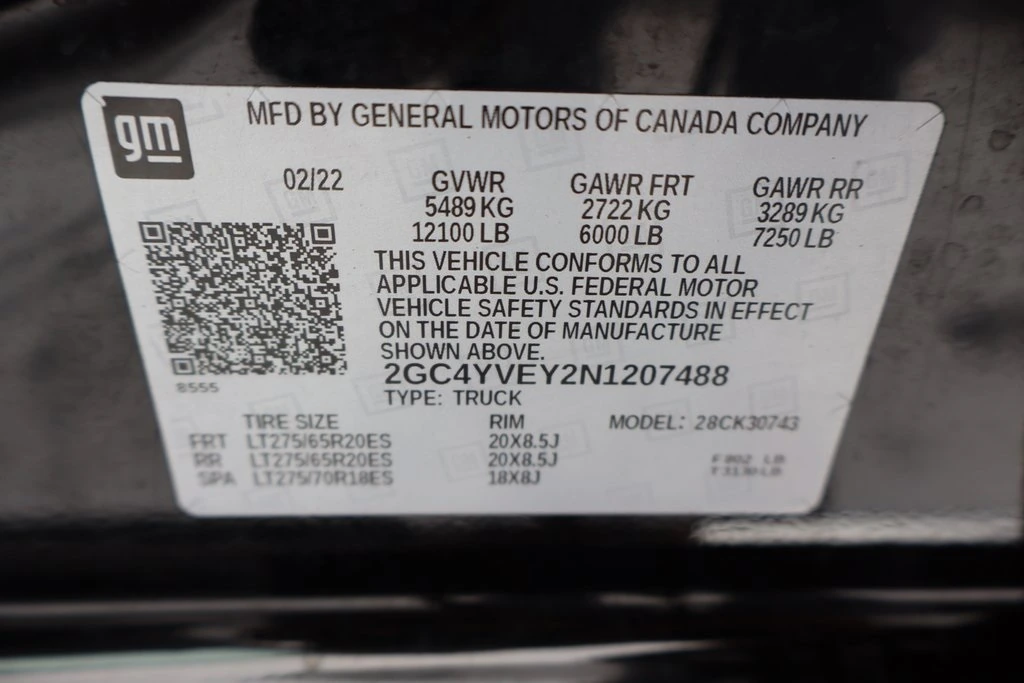 gm
MFD BY GENERAL MOTORS OF CANADA COMPANY
02/22 GVWR GAWR FRT GAWR RR
5489 KG 2722 KG 3289 KG
12100 LB 6000 LB 7250 LB
THIS VEHICLE CONFORMS TO ALL
APPLICABLE U.S. FEDERAL MOTOR
VEHICLE SAFETY STANDARDS IN EFFECT
ON THE DATE OF MANUFACTURE
SHOWN ABOVE.
8555
2GC4YVEY2N1207488
TYPE: TRUCK
TIRE SIZE RIM MODEL: 28CK30743
FRT LT275/65R20ES 20X8.5J
RR LT275/65R20ES 20X8.5J
SPA LT275/70R18ES 18X8J